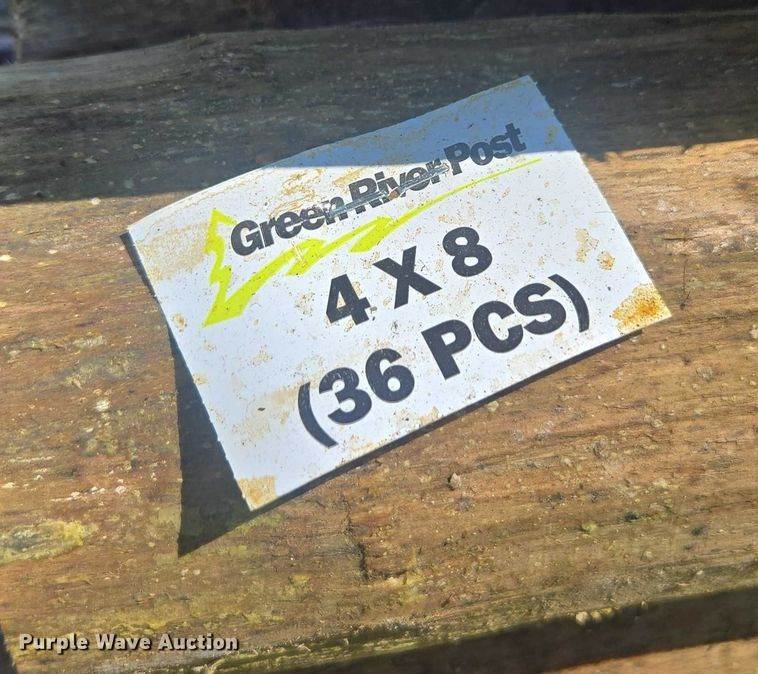 Green River Post
4 X 8
(36 PCS)
Purple Wave Auction